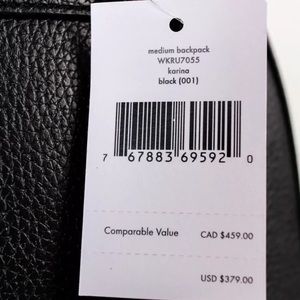 medium backpack
WKRU7055
karina
black (001)
7 67883 69592 0
Comparable Value CAD $459.00
USD $379.00